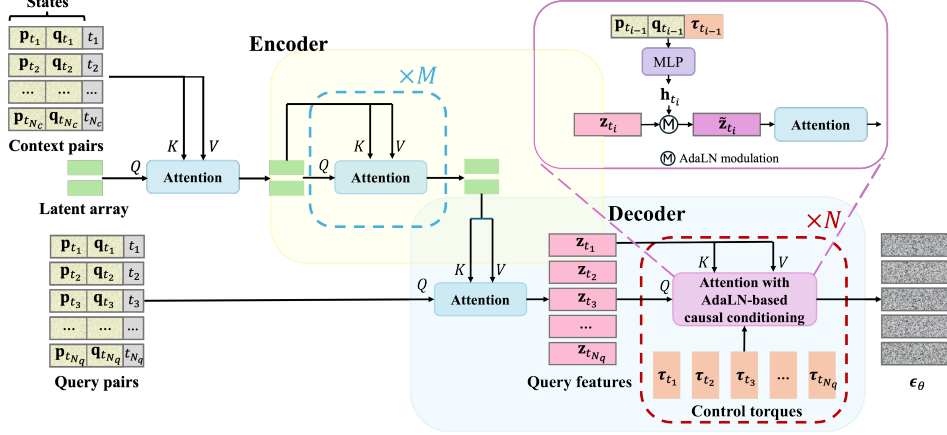 States
p_{t_1} q_{t_1} t_1
p_{t_2} q_{t_2} t_2
... ... ...
p_{t_{N_c}} q_{t_{N_c}} t_{N_c}
Context pairs
Latent array
Q
K
V
Attention
Encoder
×M
Q
K
V
Attention
p_{t_{i-1}} q_{t_{i-1}} τ_{t_{i-1}}
MLP
h_{t_i}
z_{t_i}
M
z̃_{t_i}
Attention
M AdaLN modulation
p_{t_1} q_{t_1} t_1
p_{t_2} q_{t_2} t_2
p_{t_3} q_{t_3} t_3
... ... ...
p_{t_{N_q}} q_{t_{N_q}} t_{N_q}
Query pairs
Decoder
Q
K
V
Attention
z_{t_1}
z_{t_2}
z_{t_3}
...
z_{t_{N_q}}
Query features
×N
Q
K
V
Attention with
AdaLN-based
causal conditioning
τ_{t_1} τ_{t_2} τ_{t_3} ... τ_{t_{N_q}}
Control torques
ϵ_θ